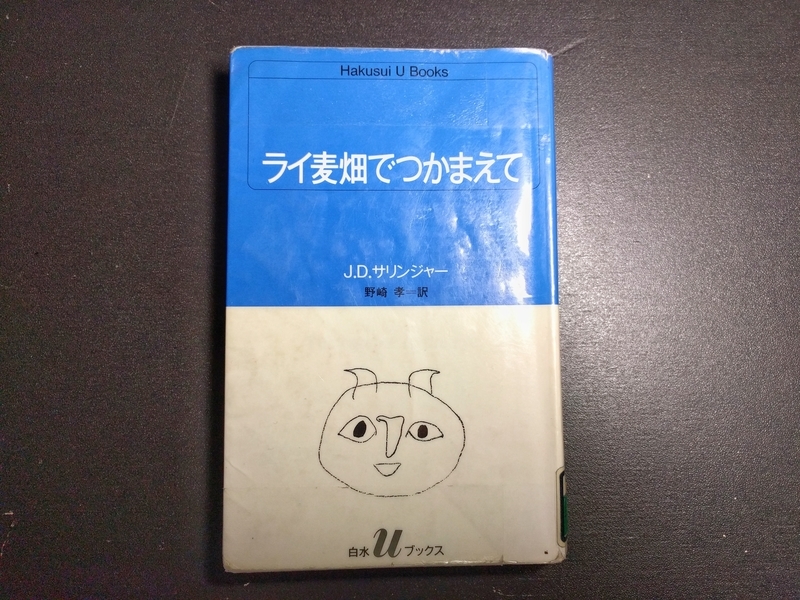 Hakusui U Books
ライ麦畑でつかまえて
J.D.サリンジャー
野崎 孝=訳
白水 u ブックス